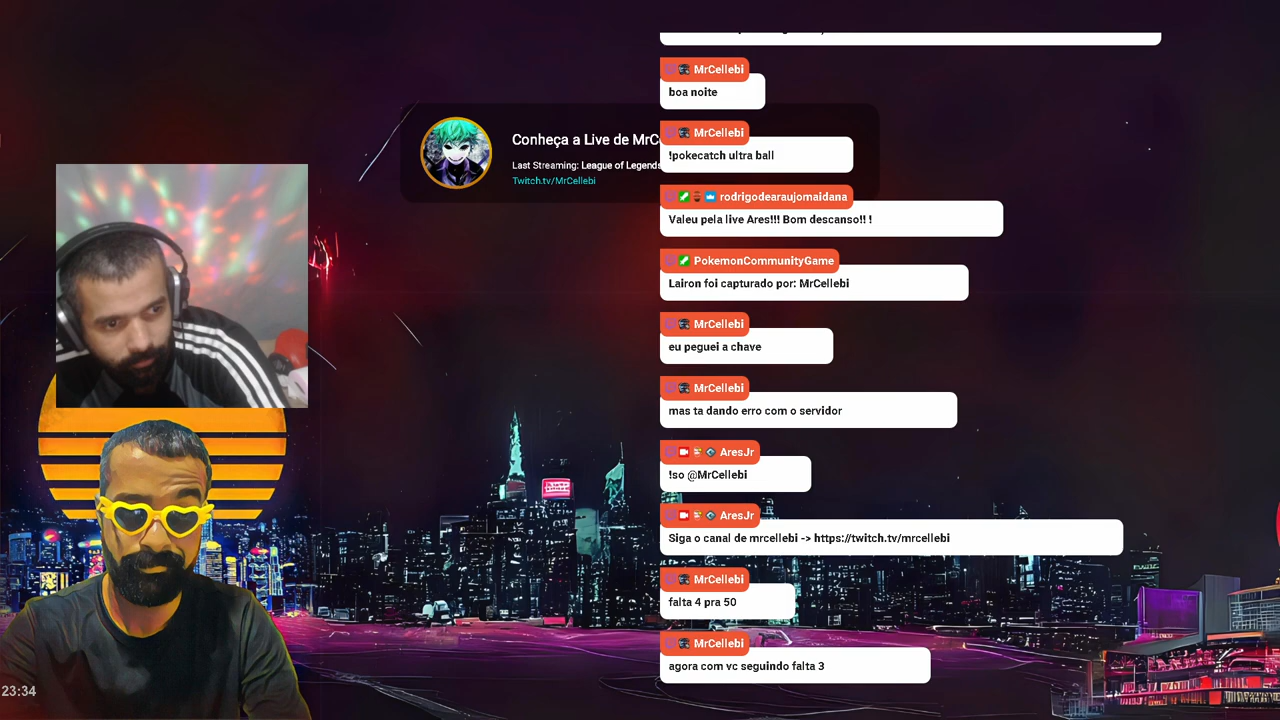 MrCellebi
boa noite
Conheça a Live de MrC
Last Streaming: League of Legends
Twitch.tv/MrCellebi
MrCellebi
!pokecatch ultra ball
rodrigodearaujomaidana
Valeu pela live Ares!!! Bom descanso!! !
PokemonCommunityGame
Lairon foi capturado por: MrCellebi
MrCellebi
eu peguei a chave
MrCellebi
mas ta dando erro com o servidor
AresJr
!so @MrCellebi
AresJr
Siga o canal de mrcellebi -> https://twitch.tv/mrcellebi
MrCellebi
falta 4 pra 50
MrCellebi
agora com vc seguindo falta 3
23:34